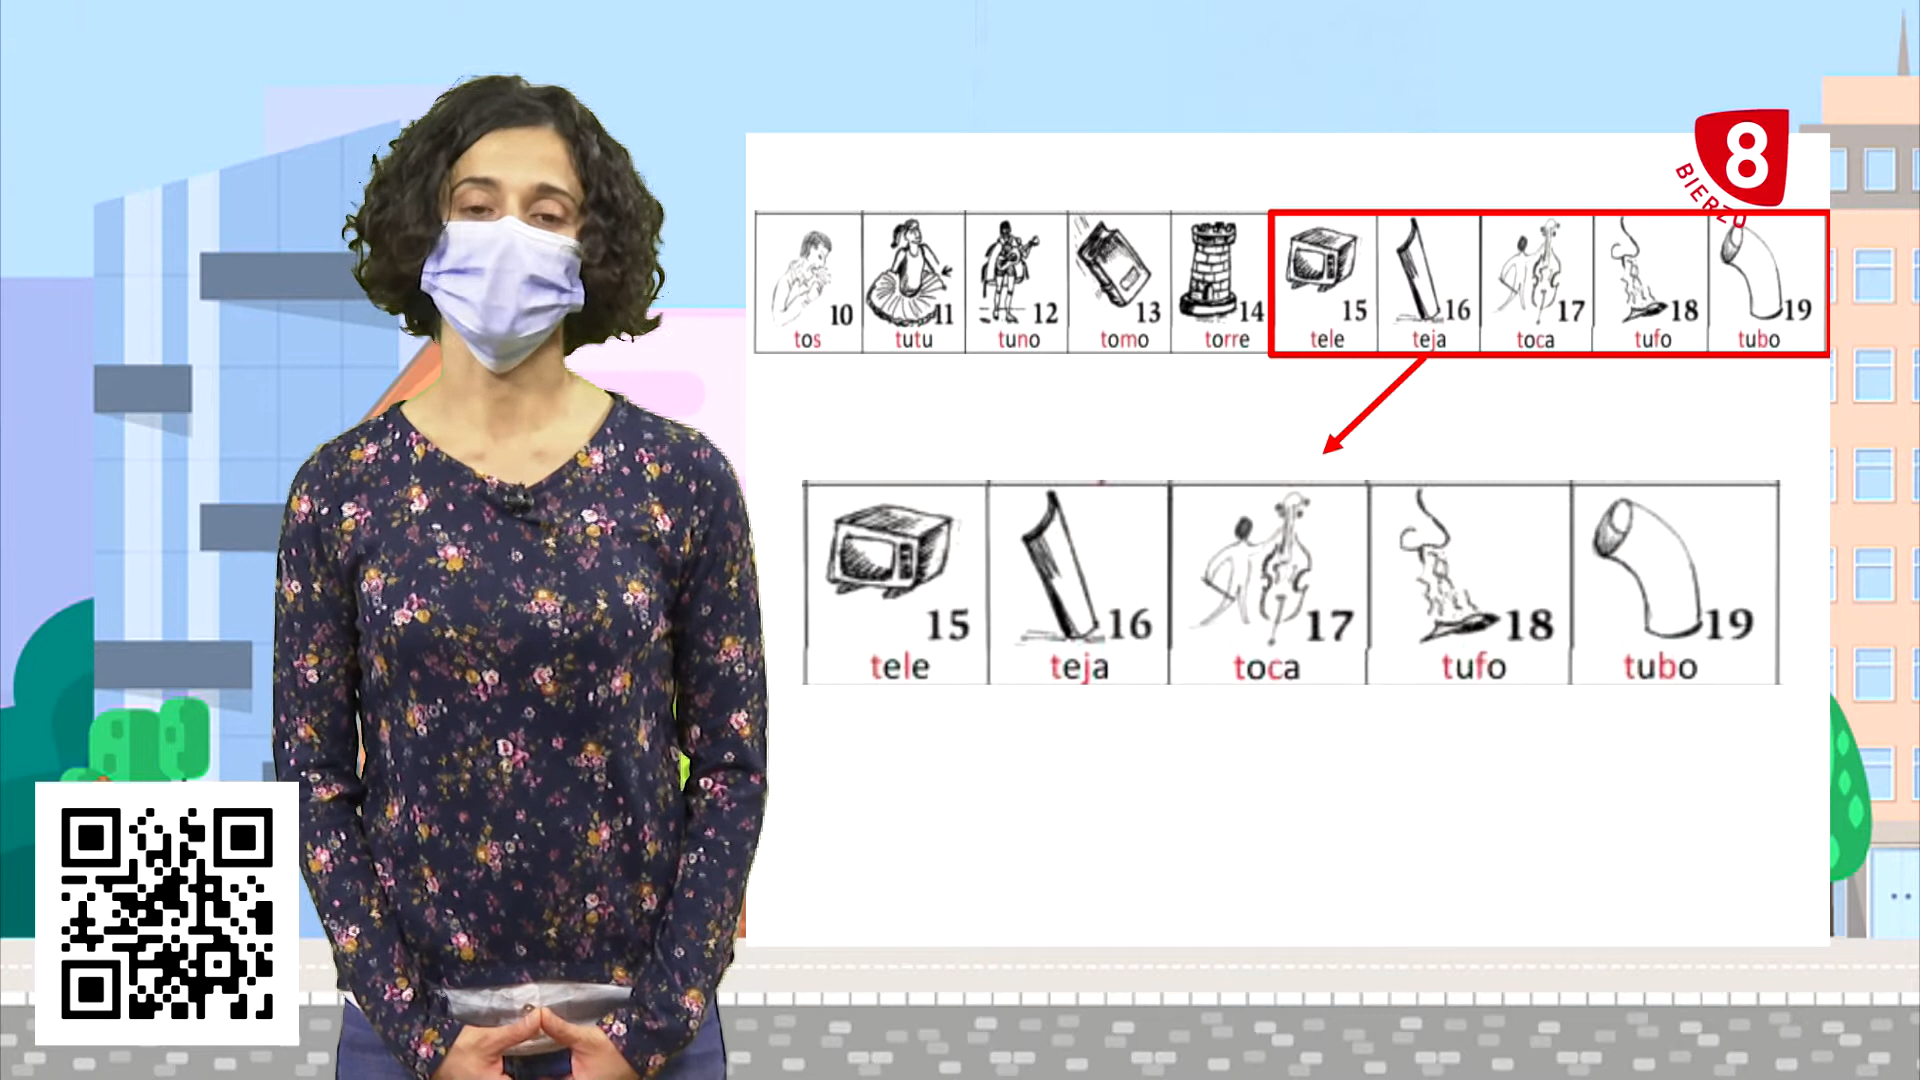 8
BIERZO
10 11 12 13 14 15 16 17 18 19
tos tutu tuno tomo torre tele teja toca tufo tubo
15 16 17 18 19
tele teja toca tufo tubo